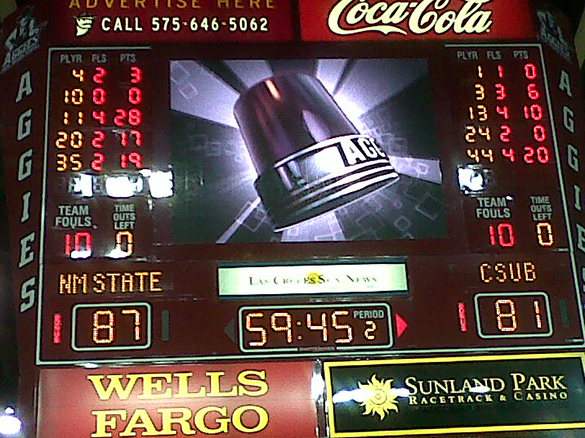 ADVERTISE HERE
CALL 575-646-5062
Coca-Cola
AGGIES
AGGIES
PLYR FLS PTS
4 2 3
10 0 0
11 4 28
20 2 17
35 2 19
TEAM FOULS
TIME OUTS LEFT
10 0
AGG
PLYR FLS PTS
1 1 0
3 3 6
13 4 10
24 2 0
44 4 20
TEAM FOULS
TIME OUTS LEFT
10 0
NM STATE
87
LAS CRUCES SUN-NEWS
59:45
PERIOD
2
CSUB
81
WELLS
FARGO
SUNLAND PARK
RACETRACK & CASINO